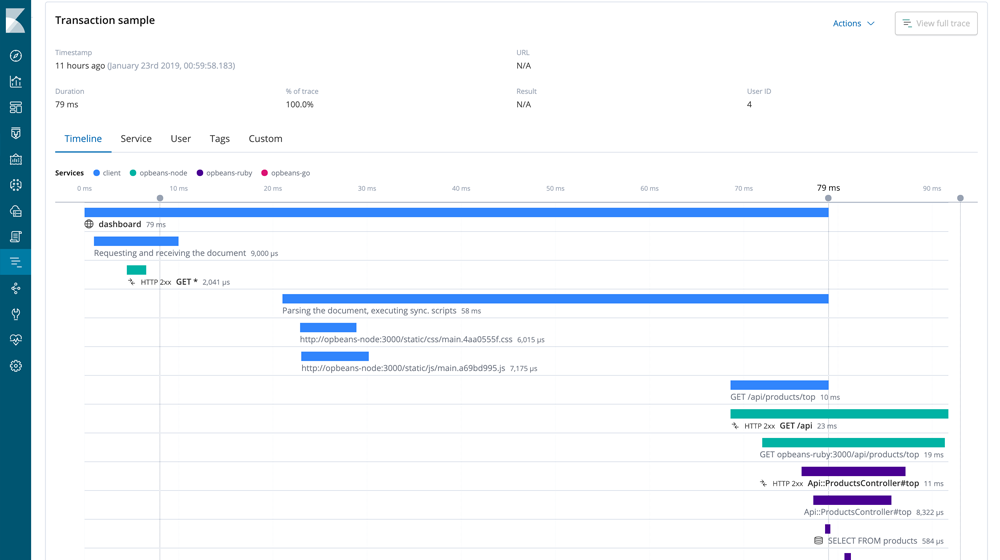 Transaction sample
Actions
View full trace
Timestamp
URL
11 hours ago (January 23rd 2019, 00:59:58.183)
N/A
Duration
% of trace
Result
User ID
79 ms
100.0%
N/A
4
Timeline Service User Tags Custom
Services client opbeans-node opbeans-ruby opbeans-go
0 ms 10 ms 20 ms 30 ms 40 ms 50 ms 60 ms 70 ms 79 ms 90 ms
dashboard 79 ms
Requesting and receiving the document 9,000 μs
HTTP 2xx GET * 2,041 μs
Parsing the document, executing sync. scripts 58 ms
http://opbeans-node:3000/static/css/main.4aa0555f.css 6,015 μs
http://opbeans-node:3000/static/js/main.a69bd995.js 7,175 μs
GET /api/products/top 10 ms
HTTP 2xx GET /api 23 ms
GET opbeans-ruby:3000/api/products/top 19 ms
HTTP 2xx Api::ProductsController#top 11 ms
Api::ProductsController#top 8,322 μs
SELECT FROM products 584 μs